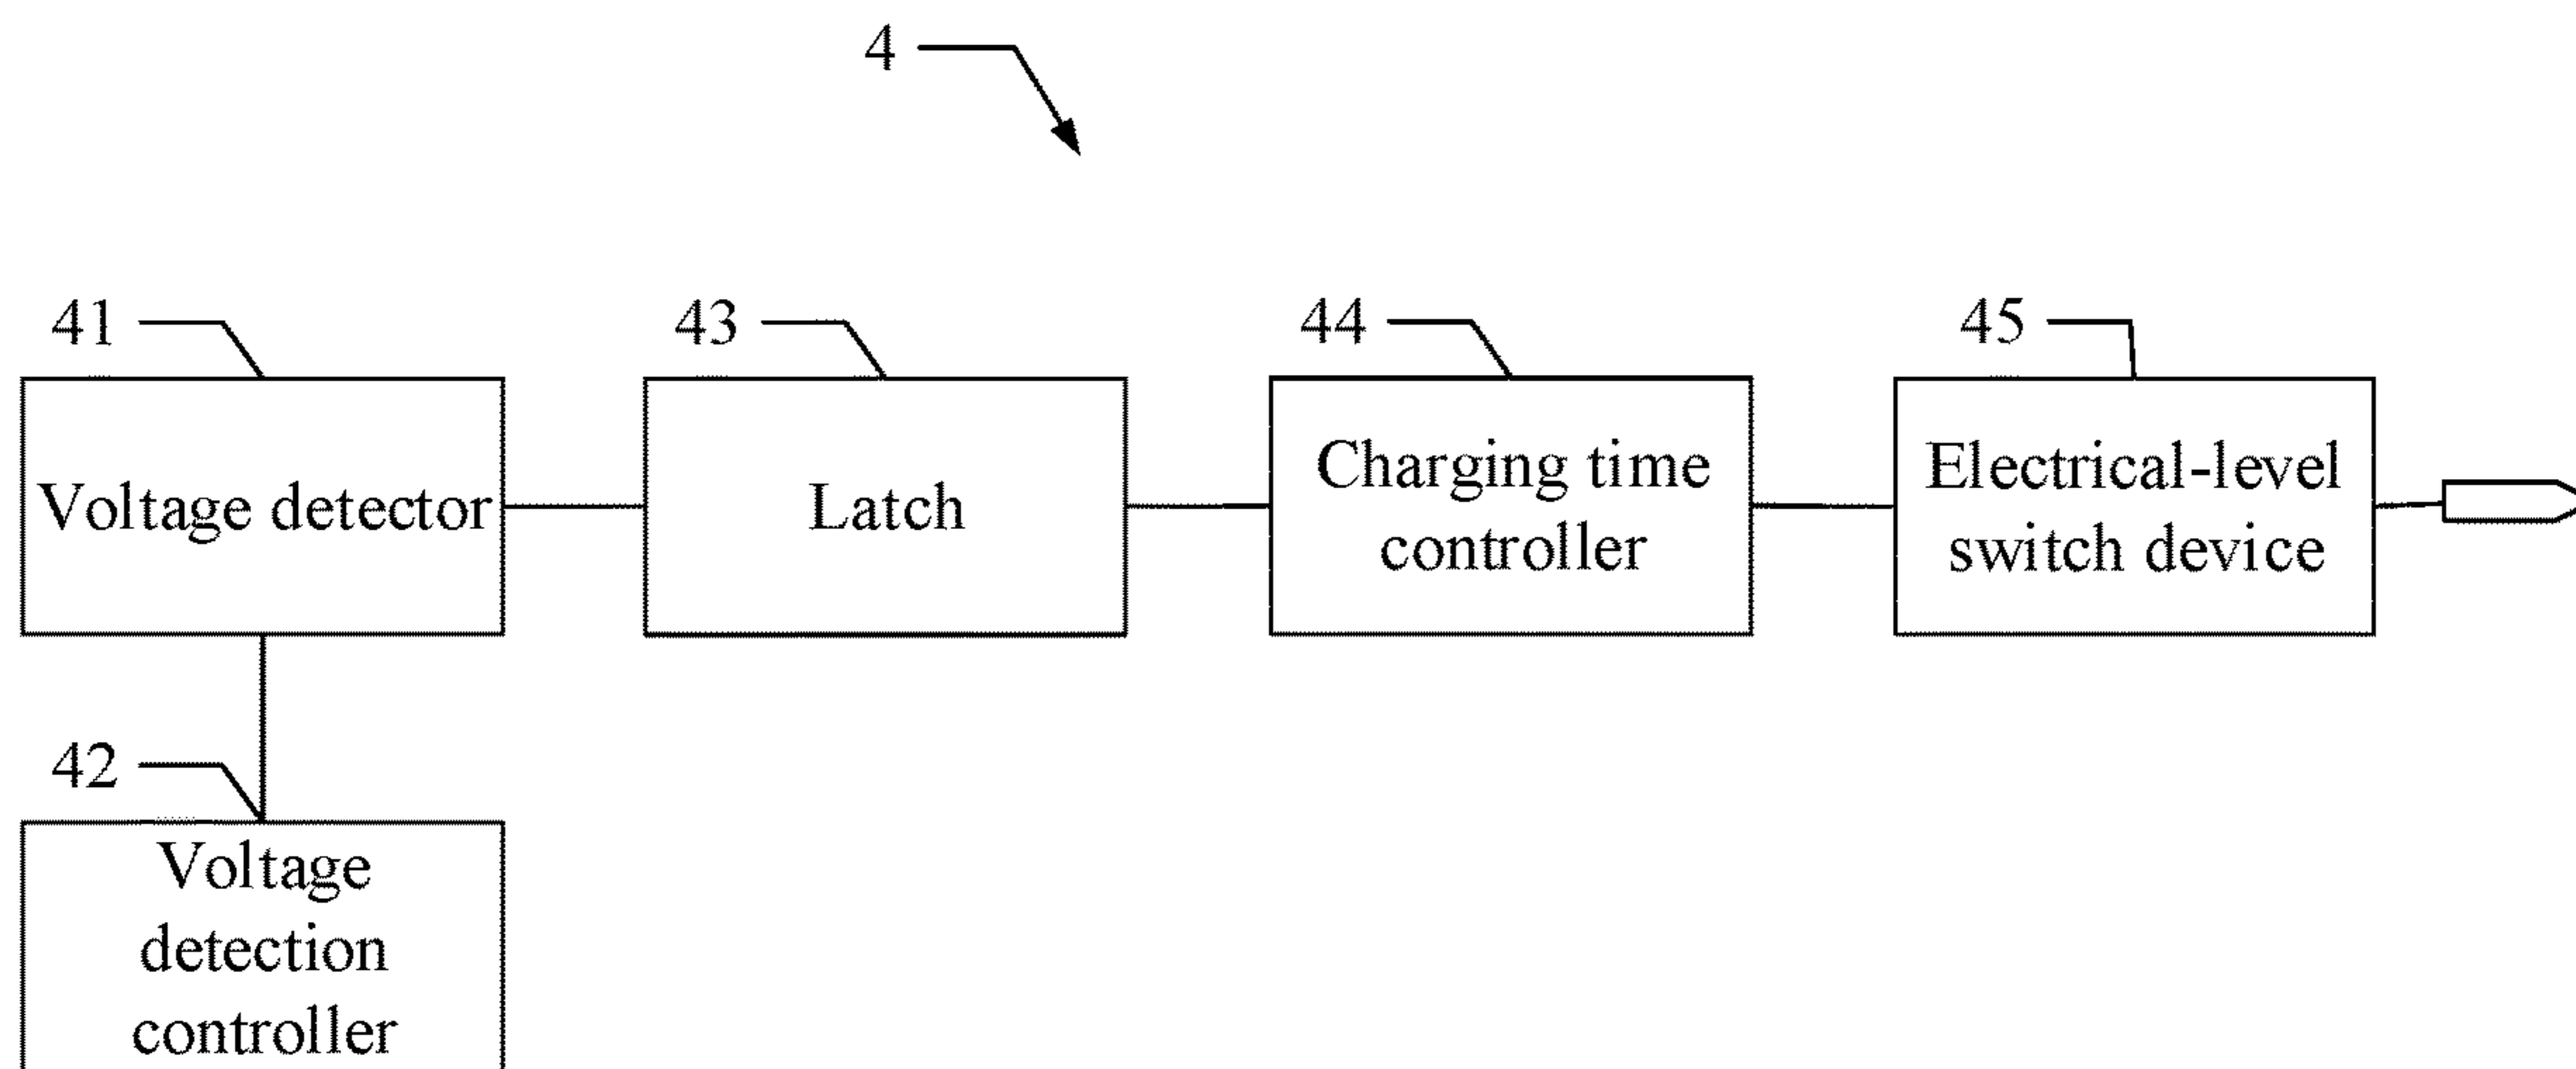 4
41
43
44
45
Voltage detector
Latch
Charging time
controller
Electrical-level
switch device
42
Voltage
detection
controller